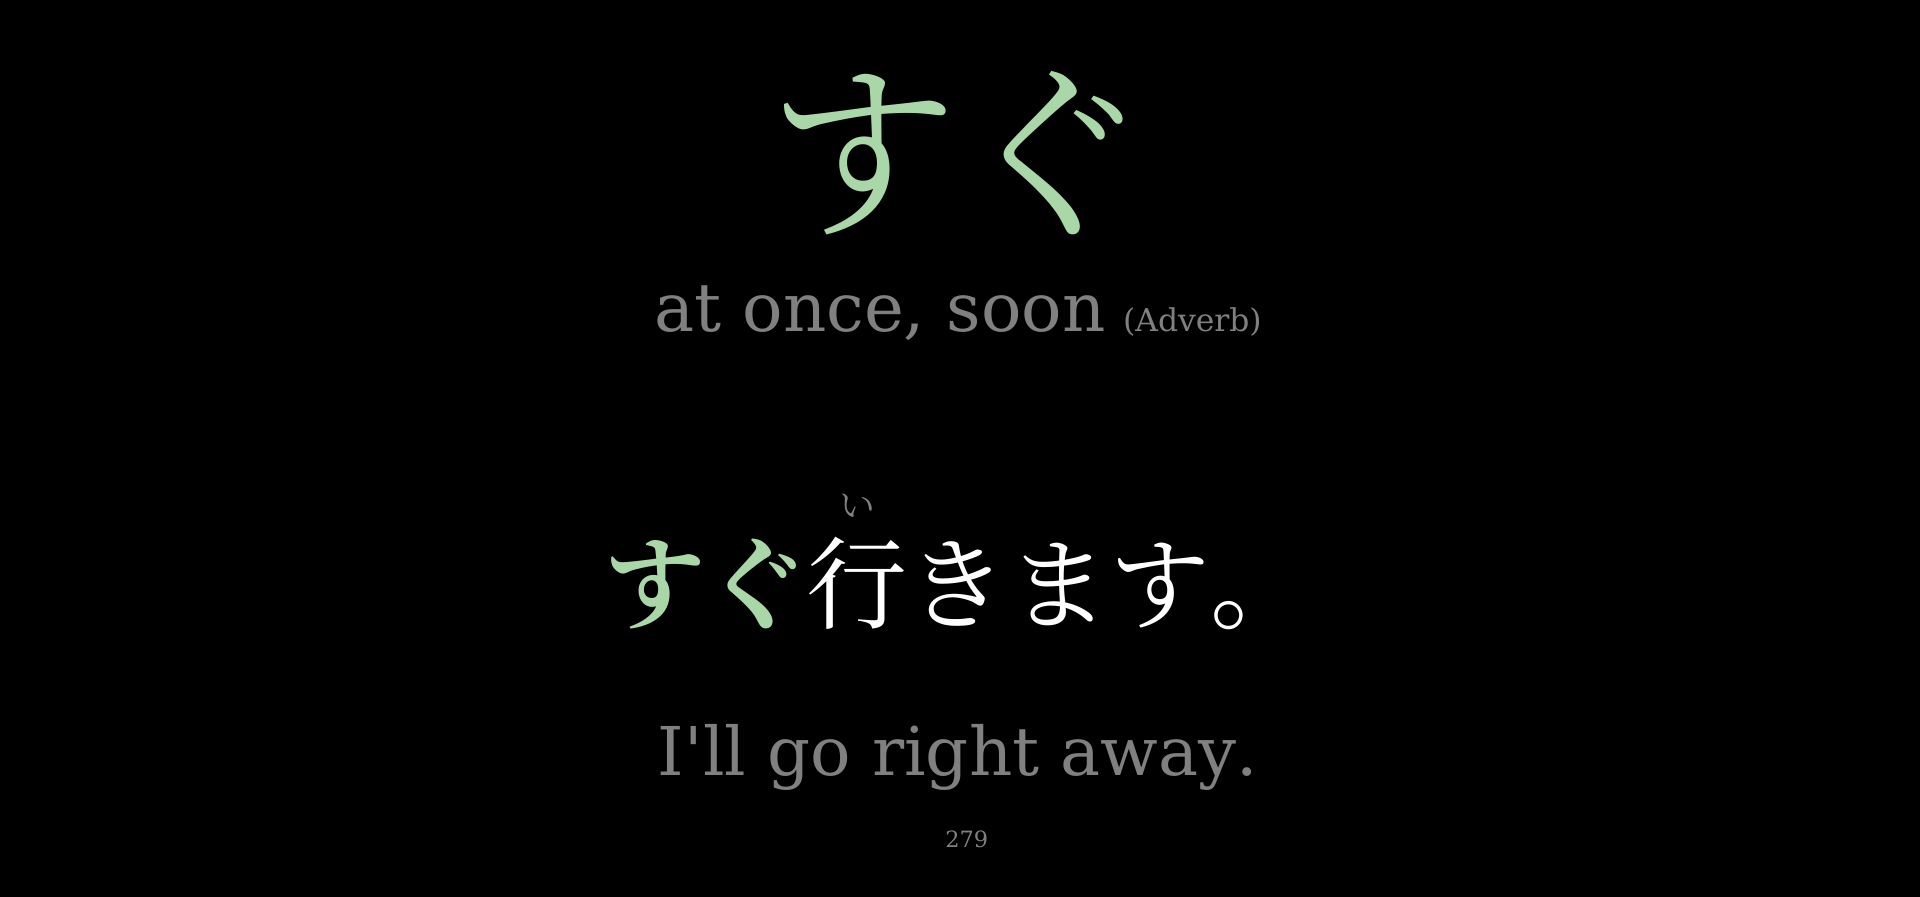 すぐ
at once, soon (Adverb)
い
すぐ行きます。
I'll go right away.
279